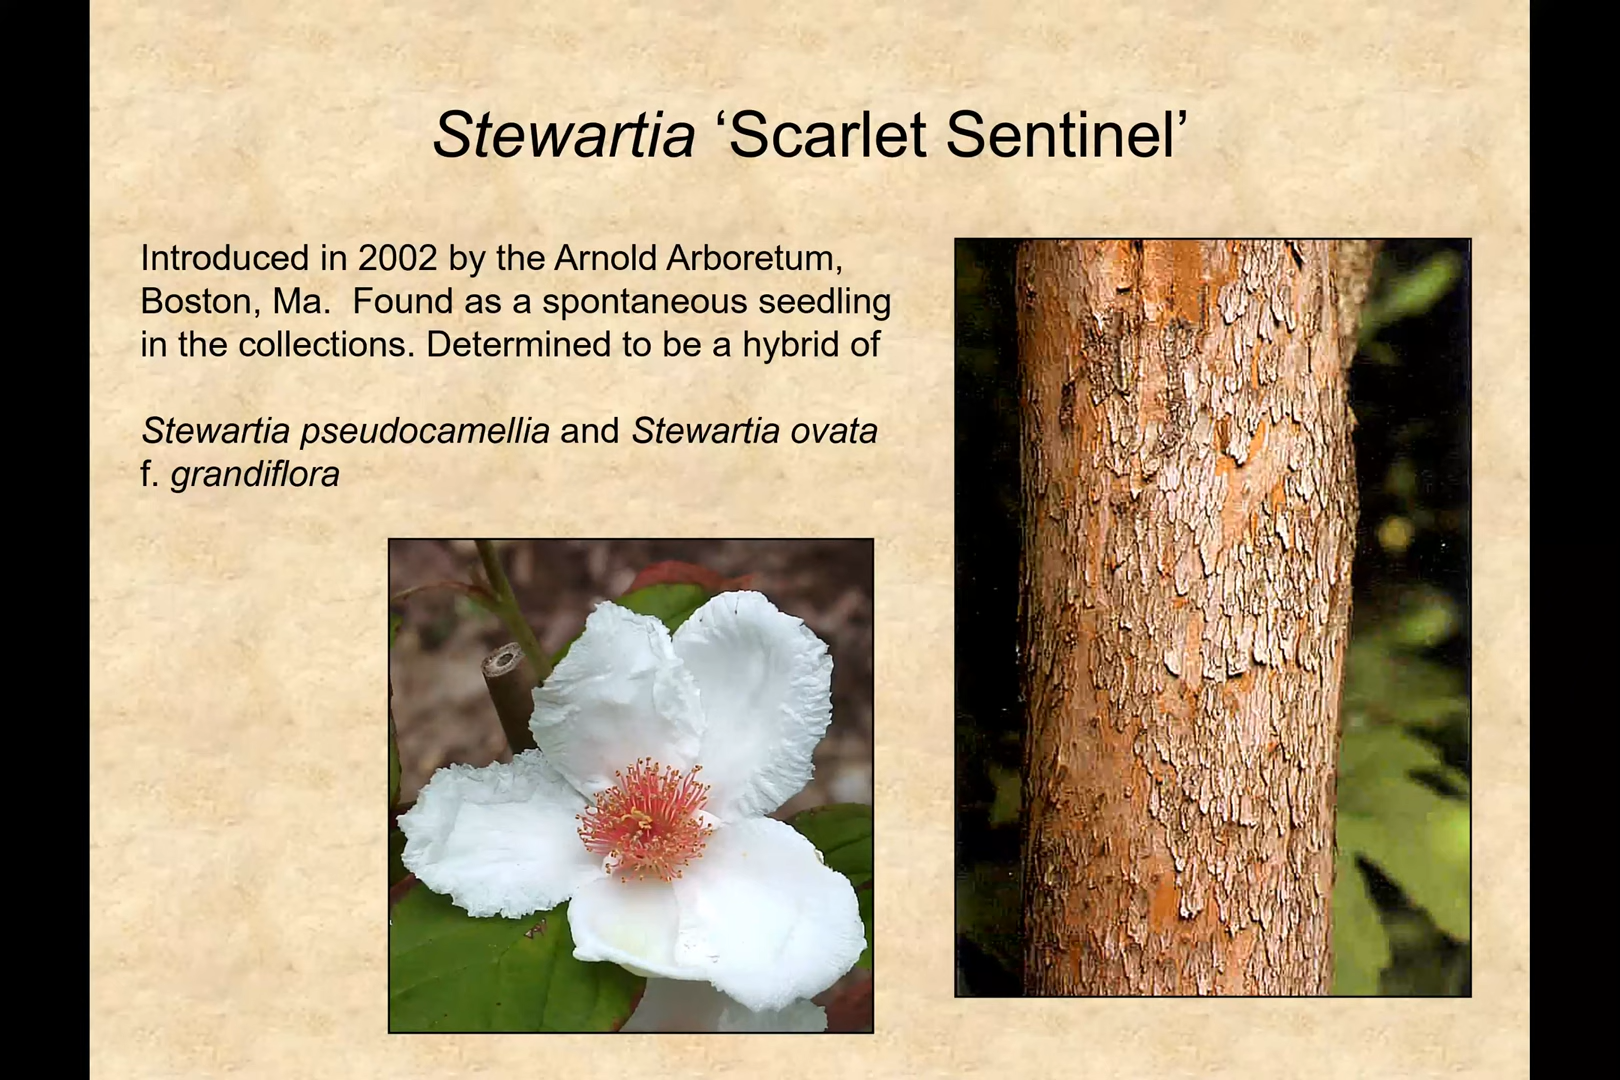 Stewartia ‘Scarlet Sentinel’
Introduced in 2002 by the Arnold Arboretum,
Boston, Ma.  Found as a spontaneous seedling
in the collections. Determined to be a hybrid of
Stewartia pseudocamellia and Stewartia ovata
f. grandiflora